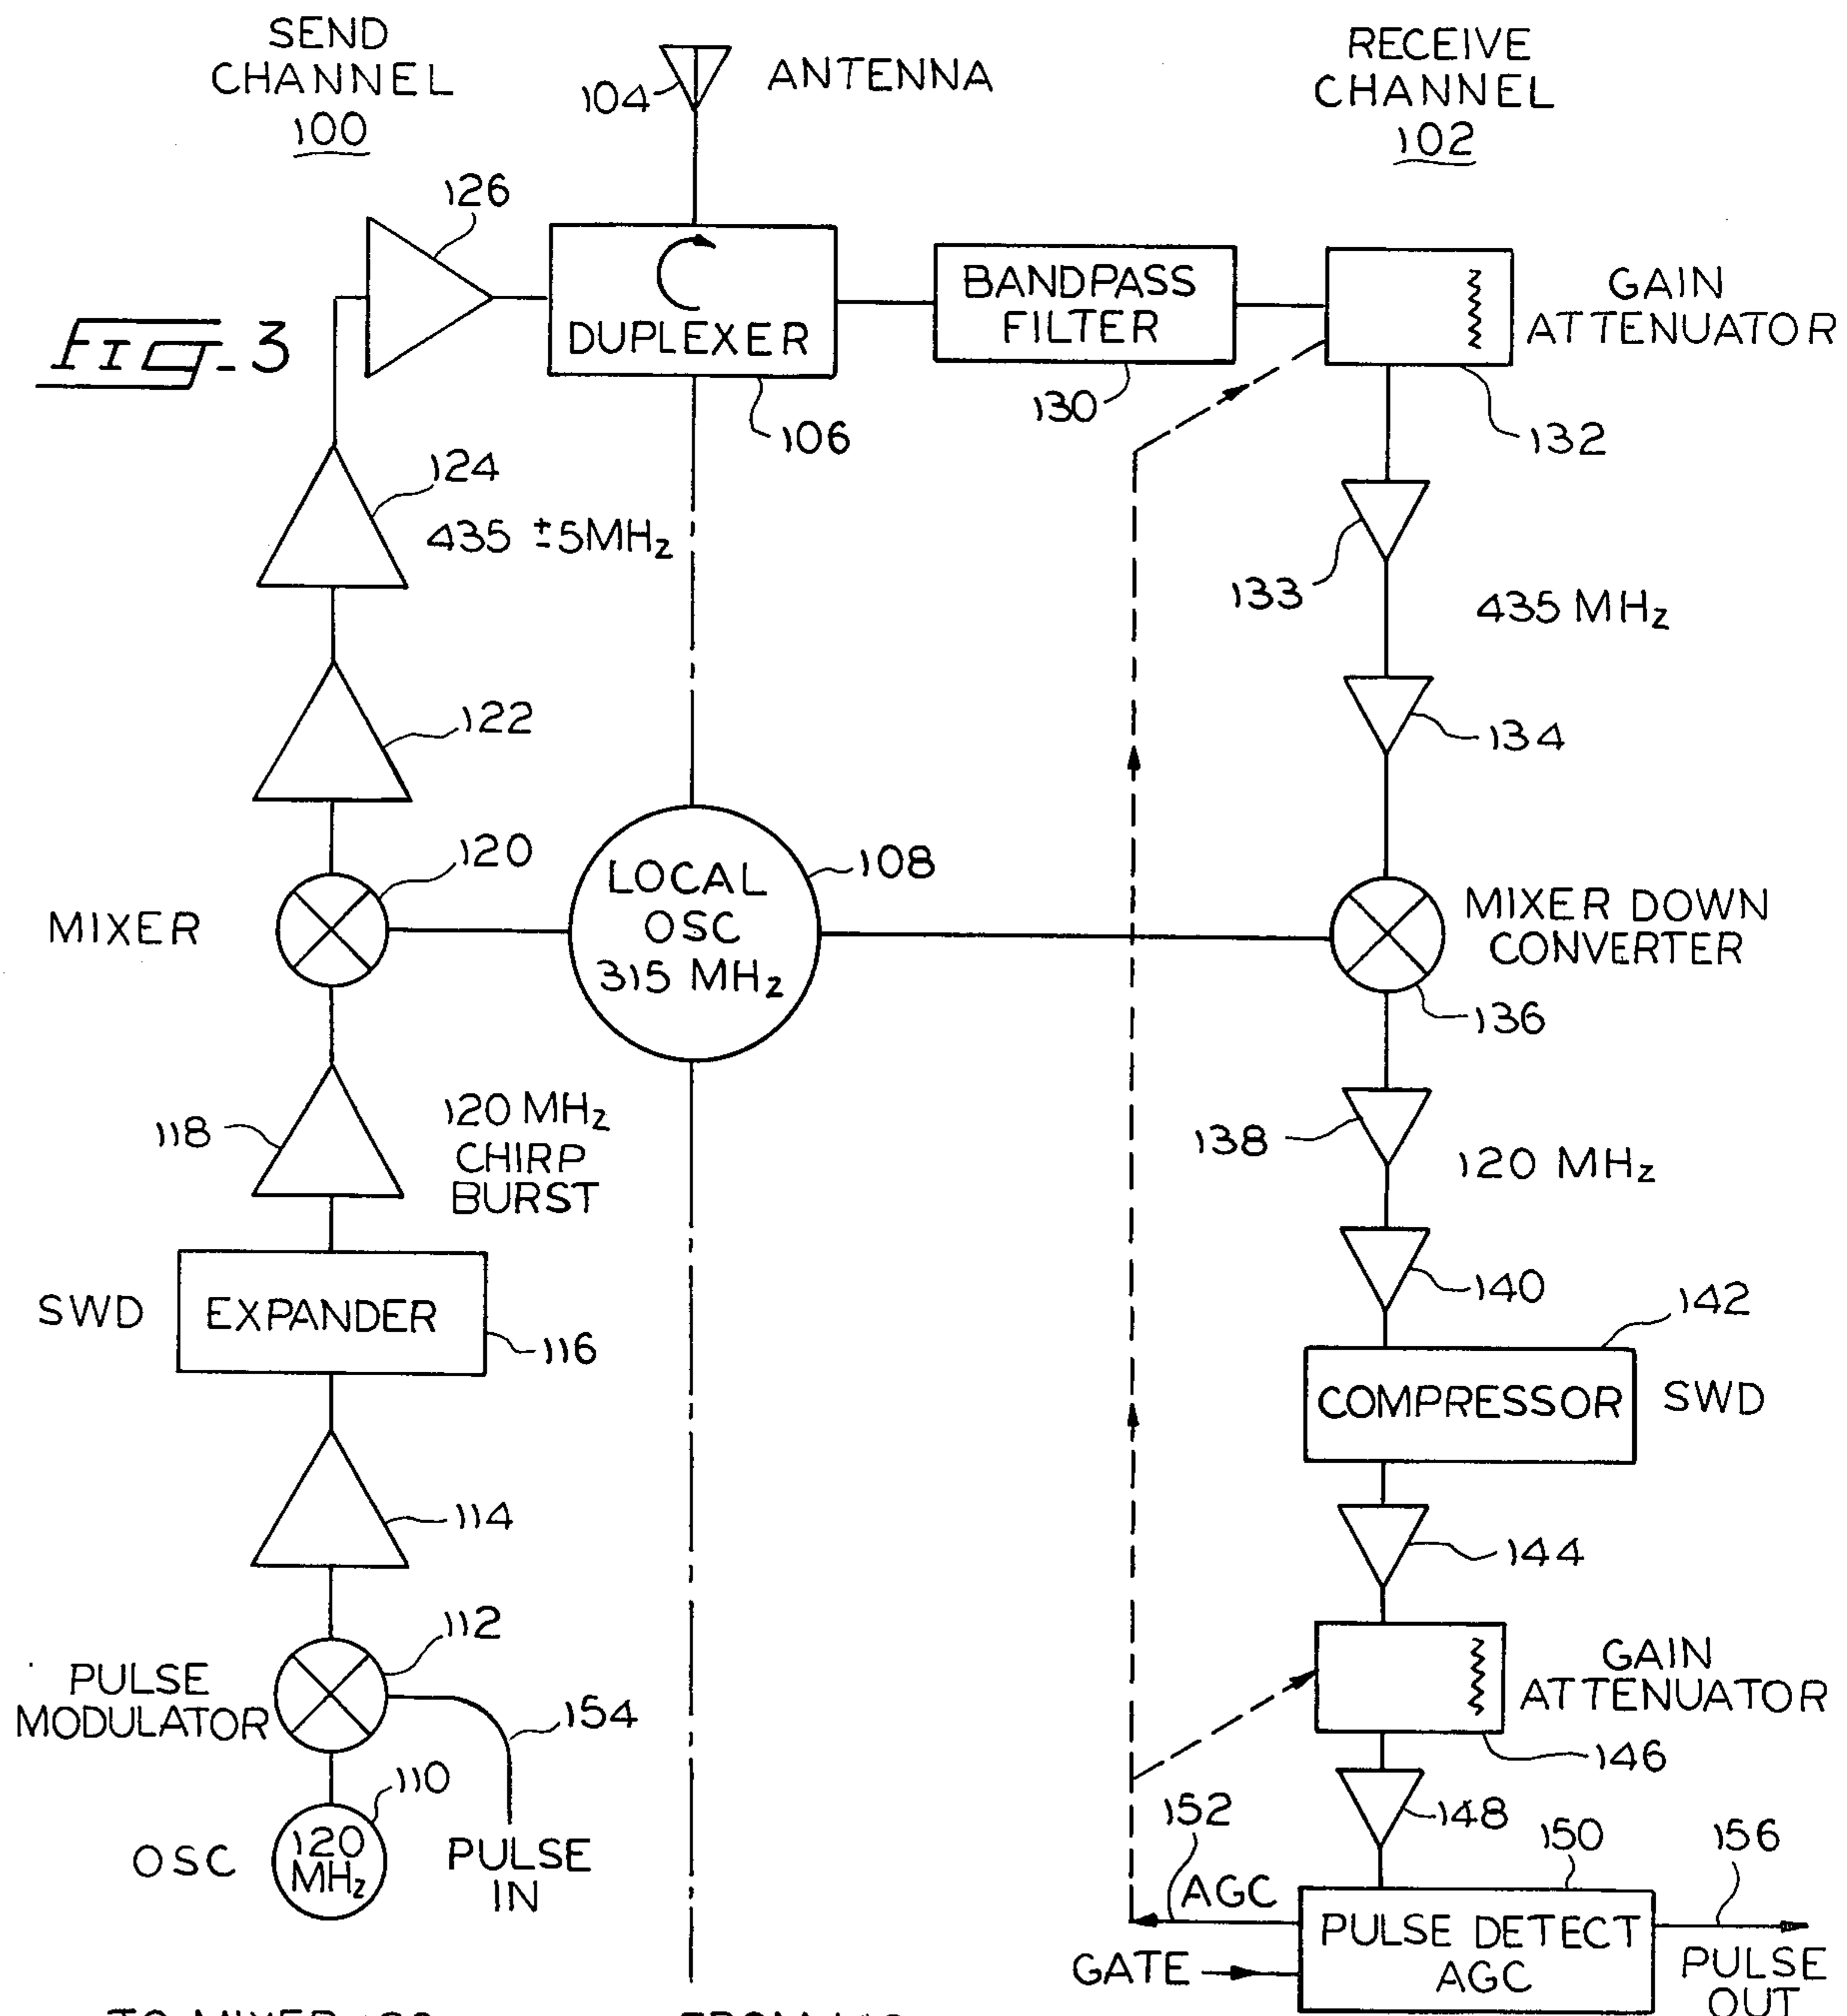 SEND
CHANNEL
100
104
ANTENNA
RECEIVE
CHANNEL
102
126
DUPLEXER
106
BANDPASS
FILTER
130
GAIN
ATTENUATOR
132
FIG-3
124
435 ±5MHz
133
435 MHz
122
134
120
MIXER
LOCAL
OSC
315 MHz
108
MIXER DOWN
CONVERTER
136
118
120 MHz
CHIRP
BURST
138
120 MHz
SWD
EXPANDER
116
140
142
COMPRESSOR
SWD
114
144
112
PULSE
MODULATOR
154
GAIN
ATTENUATOR
146
110
OSC
120
MHz
PULSE
IN
148
152
AGC
150
156
PULSE DETECT
AGC
GATE
PULSE
OUT